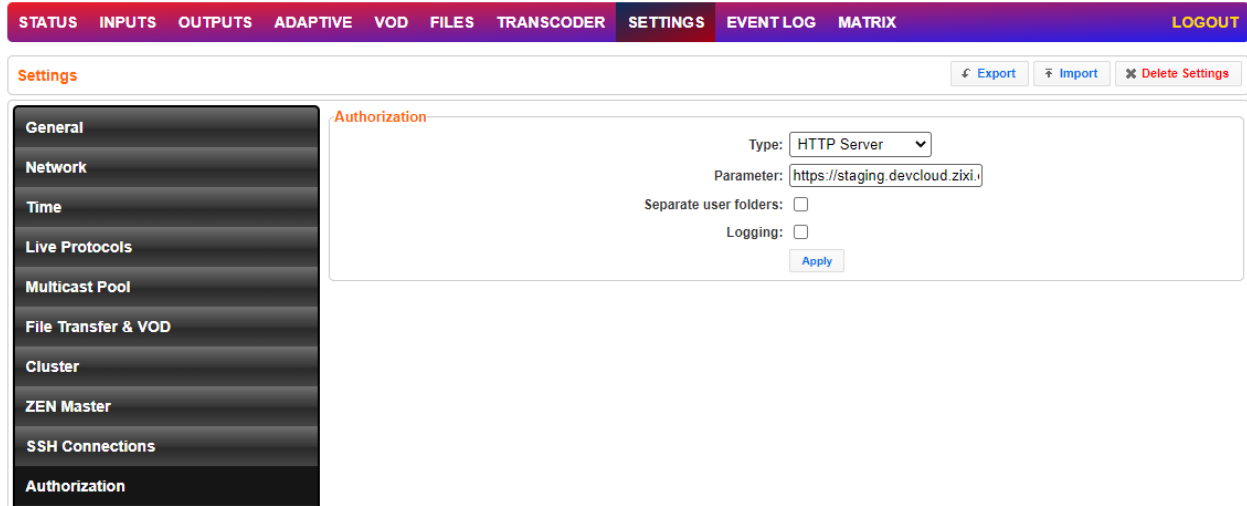 STATUS INPUTS OUTPUTS ADAPTIVE VOD FILES TRANSCODER SETTINGS EVENT LOG MATRIX LOGOUT
Settings Export Import Delete Settings
General
Network
Time
Live Protocols
Multicast Pool
File Transfer & VOD
Cluster
ZEN Master
SSH Connections
Authorization
Authorization
Type: HTTP Server
Parameter: https://staging.devcloud.zixi.
Separate user folders:
Logging:
Apply